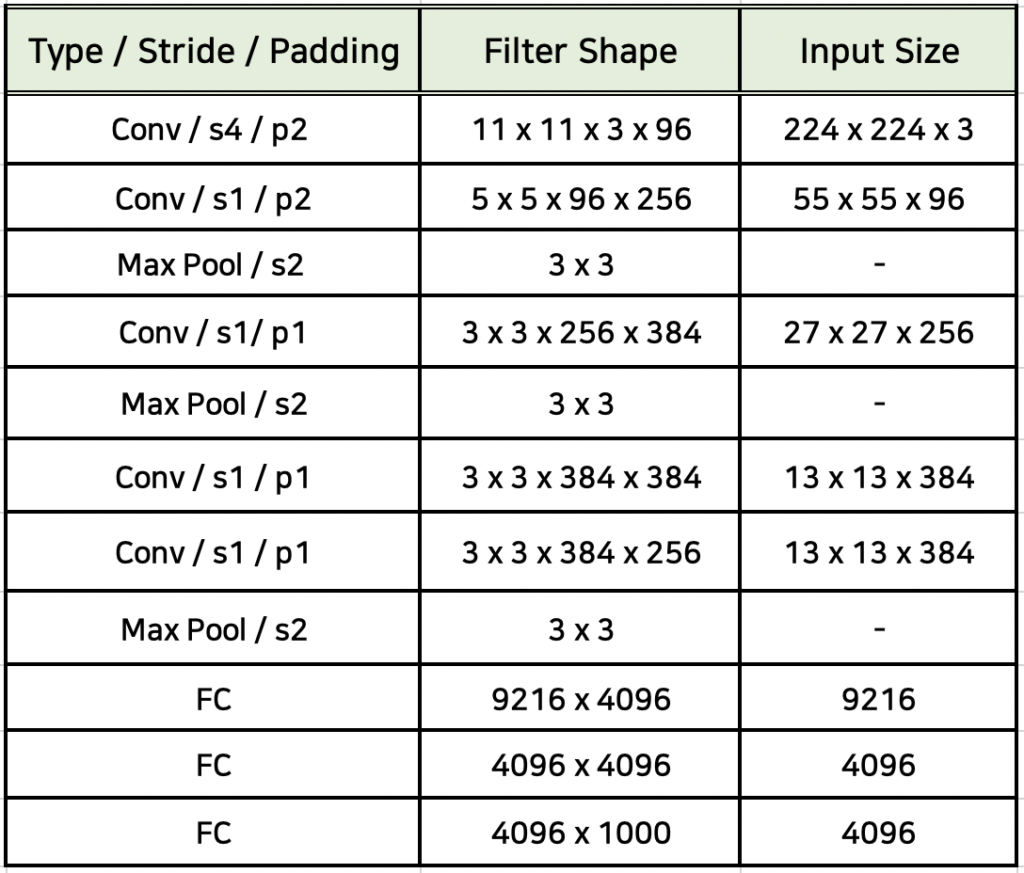 Type / Stride / Padding Filter Shape Input Size
Conv / s4 / p2 11 x 11 x 3 x 96 224 x 224 x 3
Conv / s1 / p2 5 x 5 x 96 x 256 55 x 55 x 96
Max Pool / s2 3 x 3 -
Conv / s1/ p1 3 x 3 x 256 x 384 27 x 27 x 256
Max Pool / s2 3 x 3 -
Conv / s1 / p1 3 x 3 x 384 x 384 13 x 13 x 384
Conv / s1 / p1 3 x 3 x 384 x 256 13 x 13 x 384
Max Pool / s2 3 x 3 -
FC 9216 x 4096 9216
FC 4096 x 4096 4096
FC 4096 x 1000 4096